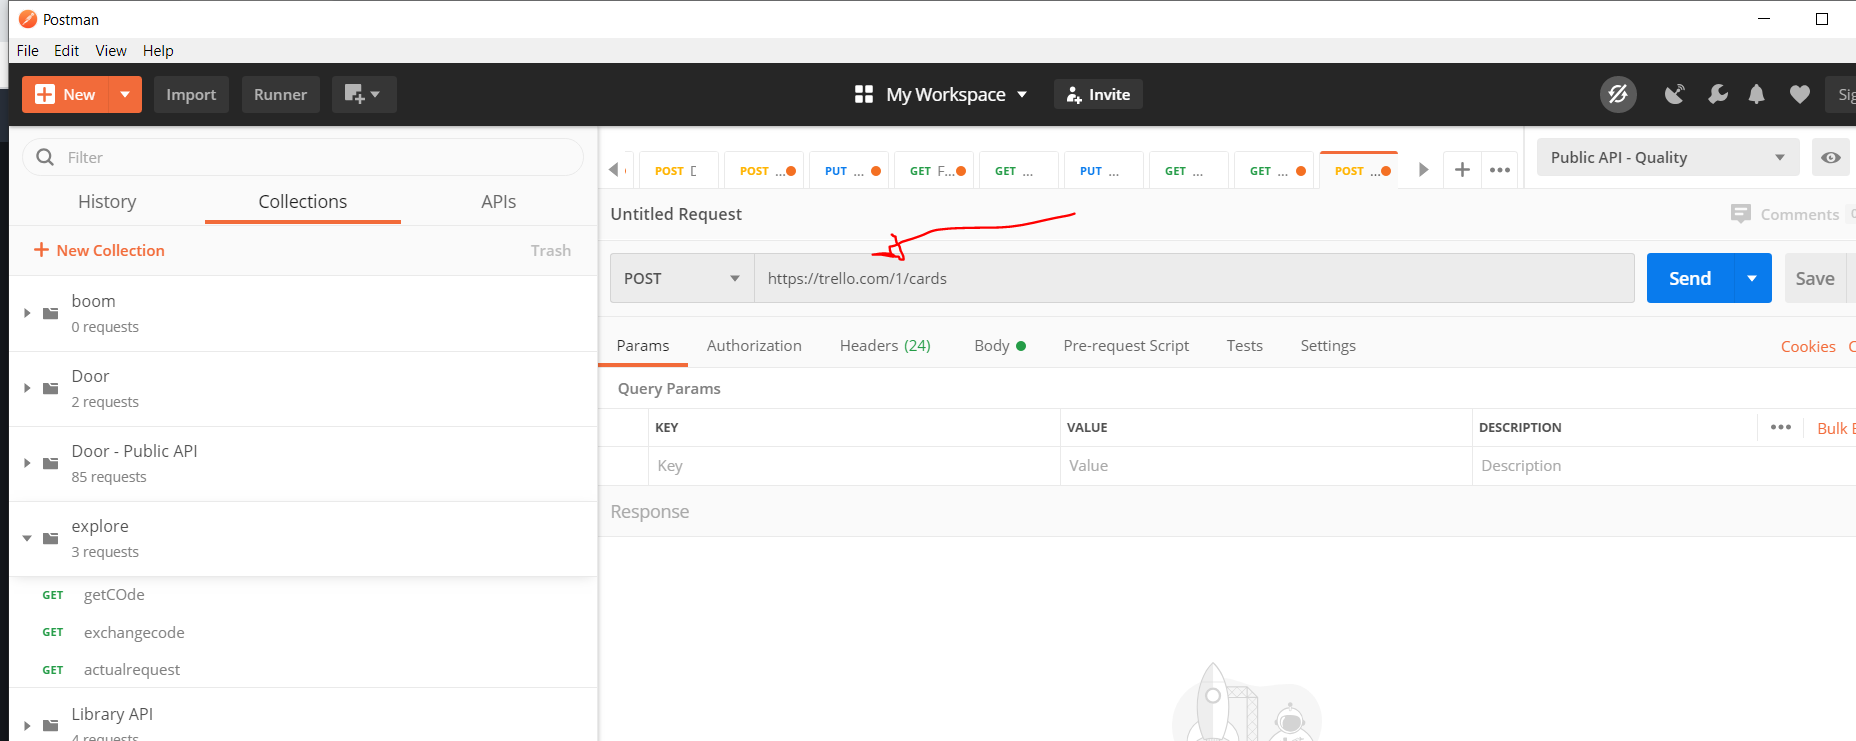 Postman
File Edit View Help
New Import Runner My Workspace Invite
Filter
History Collections APIs
New Collection Trash
boom
0 requests
Door
2 requests
Door - Public API
85 requests
explore
3 requests
GET getCOde
GET exchangecode
GET actualrequest
Library API
4 requests
POST POST ... PUT ... GET F... GET ... PUT ... GET ... GET ... POST ... Public API - Quality
Untitled Request Comments
POST https://trello.com/1/cards Send Save
Params Authorization Headers (24) Body Pre-request Script Tests Settings Cookies
Query Params
KEY VALUE DESCRIPTION Bulk
Key Value Description
Response